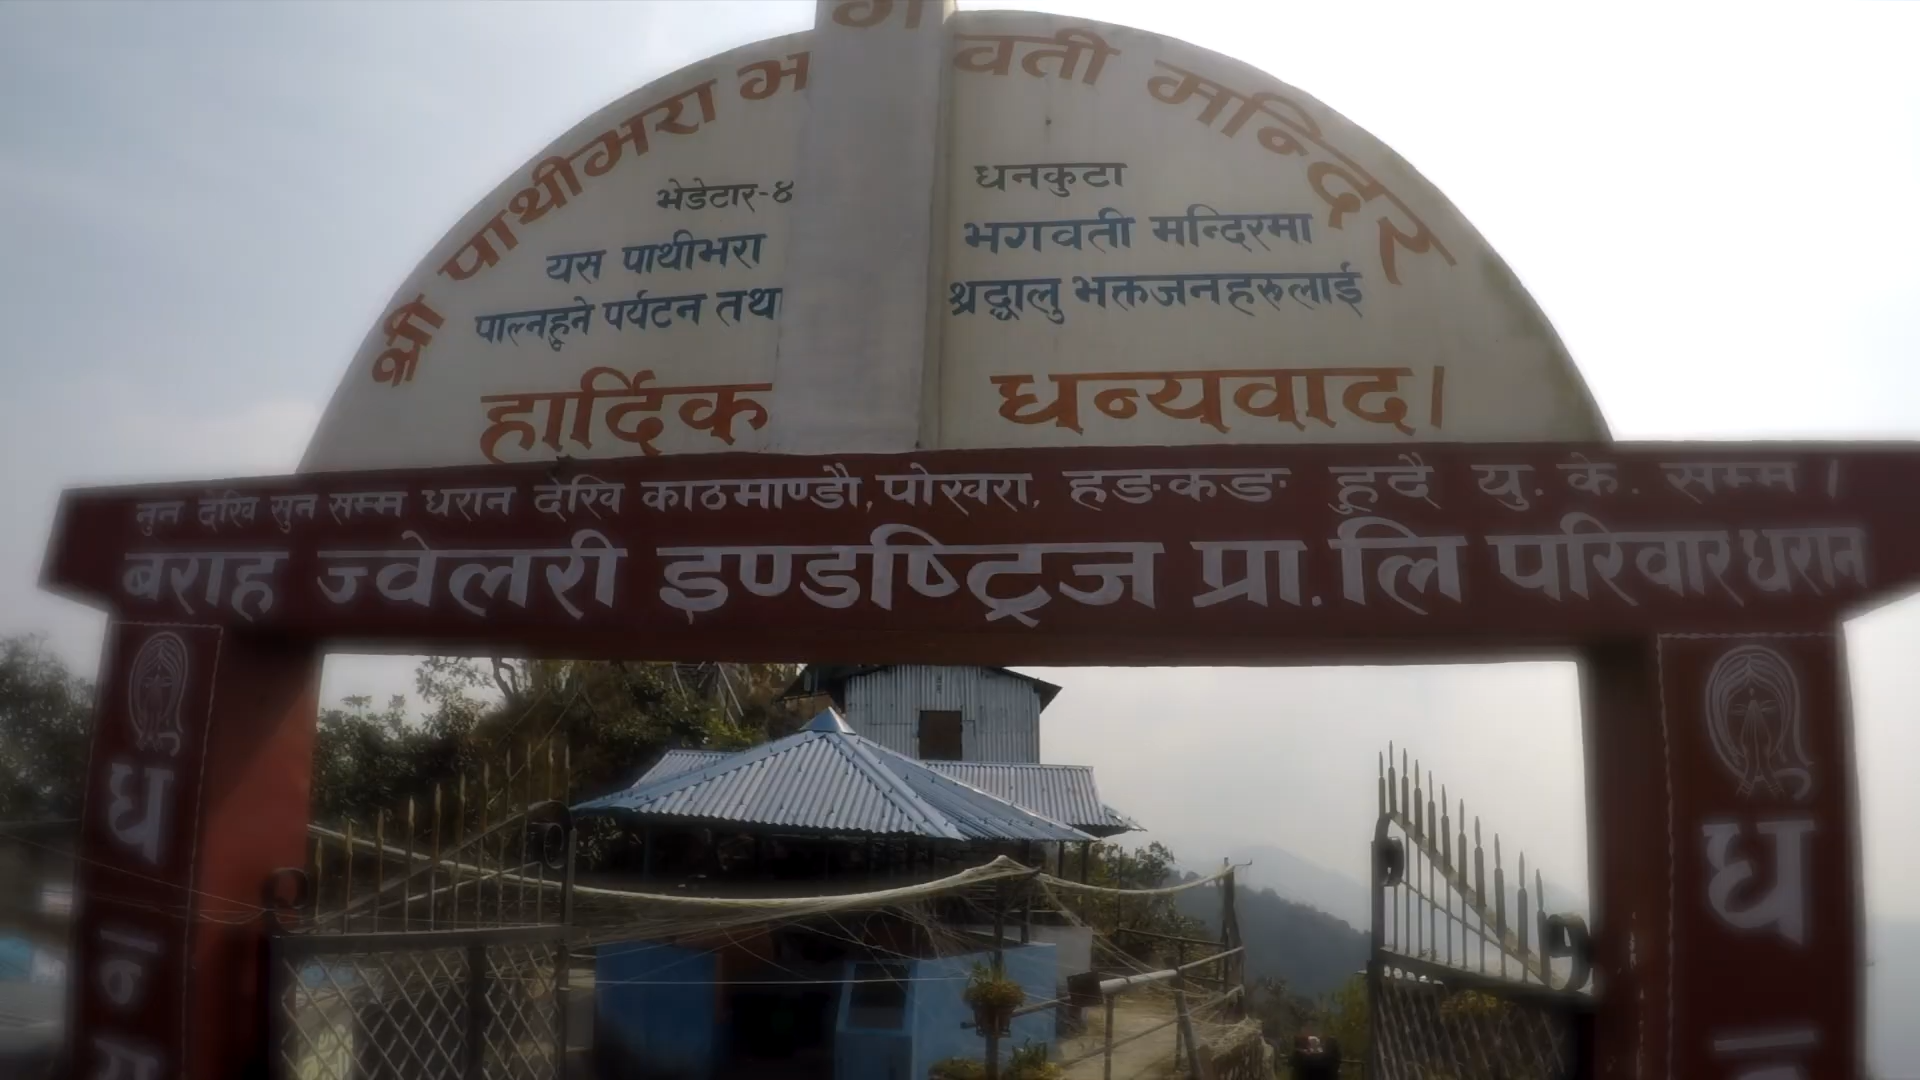 श्री पाथीभरा भगवती मन्दिर
भेडेटार-४ धनकुटा
यस पाथीभरा भगवती मन्दिरमा
पाल्नहुने पर्यटन तथा श्रद्धालु भक्तजनहरूलाई
हार्दिक धन्यवाद।
नुन देखि सुन सम्म धरान देखि काठमाण्डौ, पोखरा, हङकङ हूदै यु. के. सम्म ।
बराह ज्वेलरी इण्डष्ट्रिज प्रा. लि परिवार धरान
ध
न्
य
ध